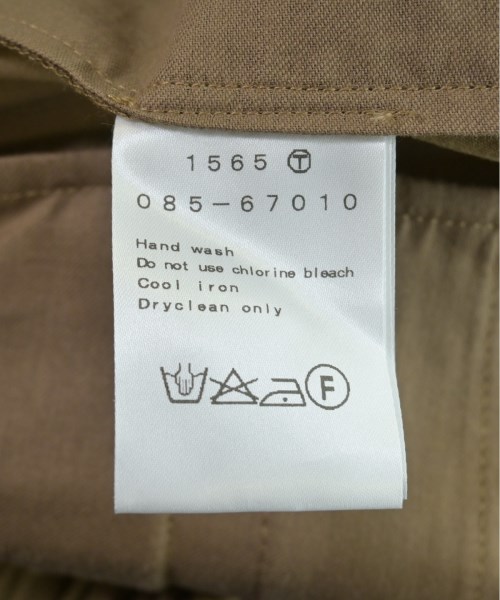 1565 Ⓣ
085-67010
Hand wash
Do not use chlorine bleach
Cool iron
Dryclean only
F